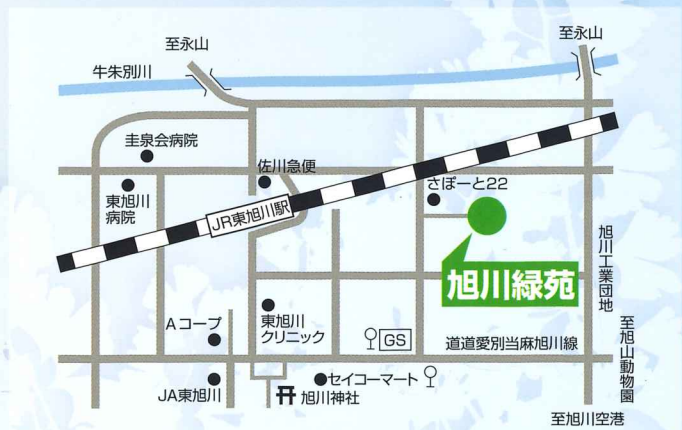 至永山
至永山
牛朱別川
圭泉会病院
佐川急便
さぽーと22
東旭川
病院
JR東旭川駅
旭川緑苑
旭川工業団地
至旭山動物園
Aコープ
東旭川
クリニック
GS
道道愛別当麻旭川線
JA東旭川
旭川神社
セイコーマート
至旭川空港